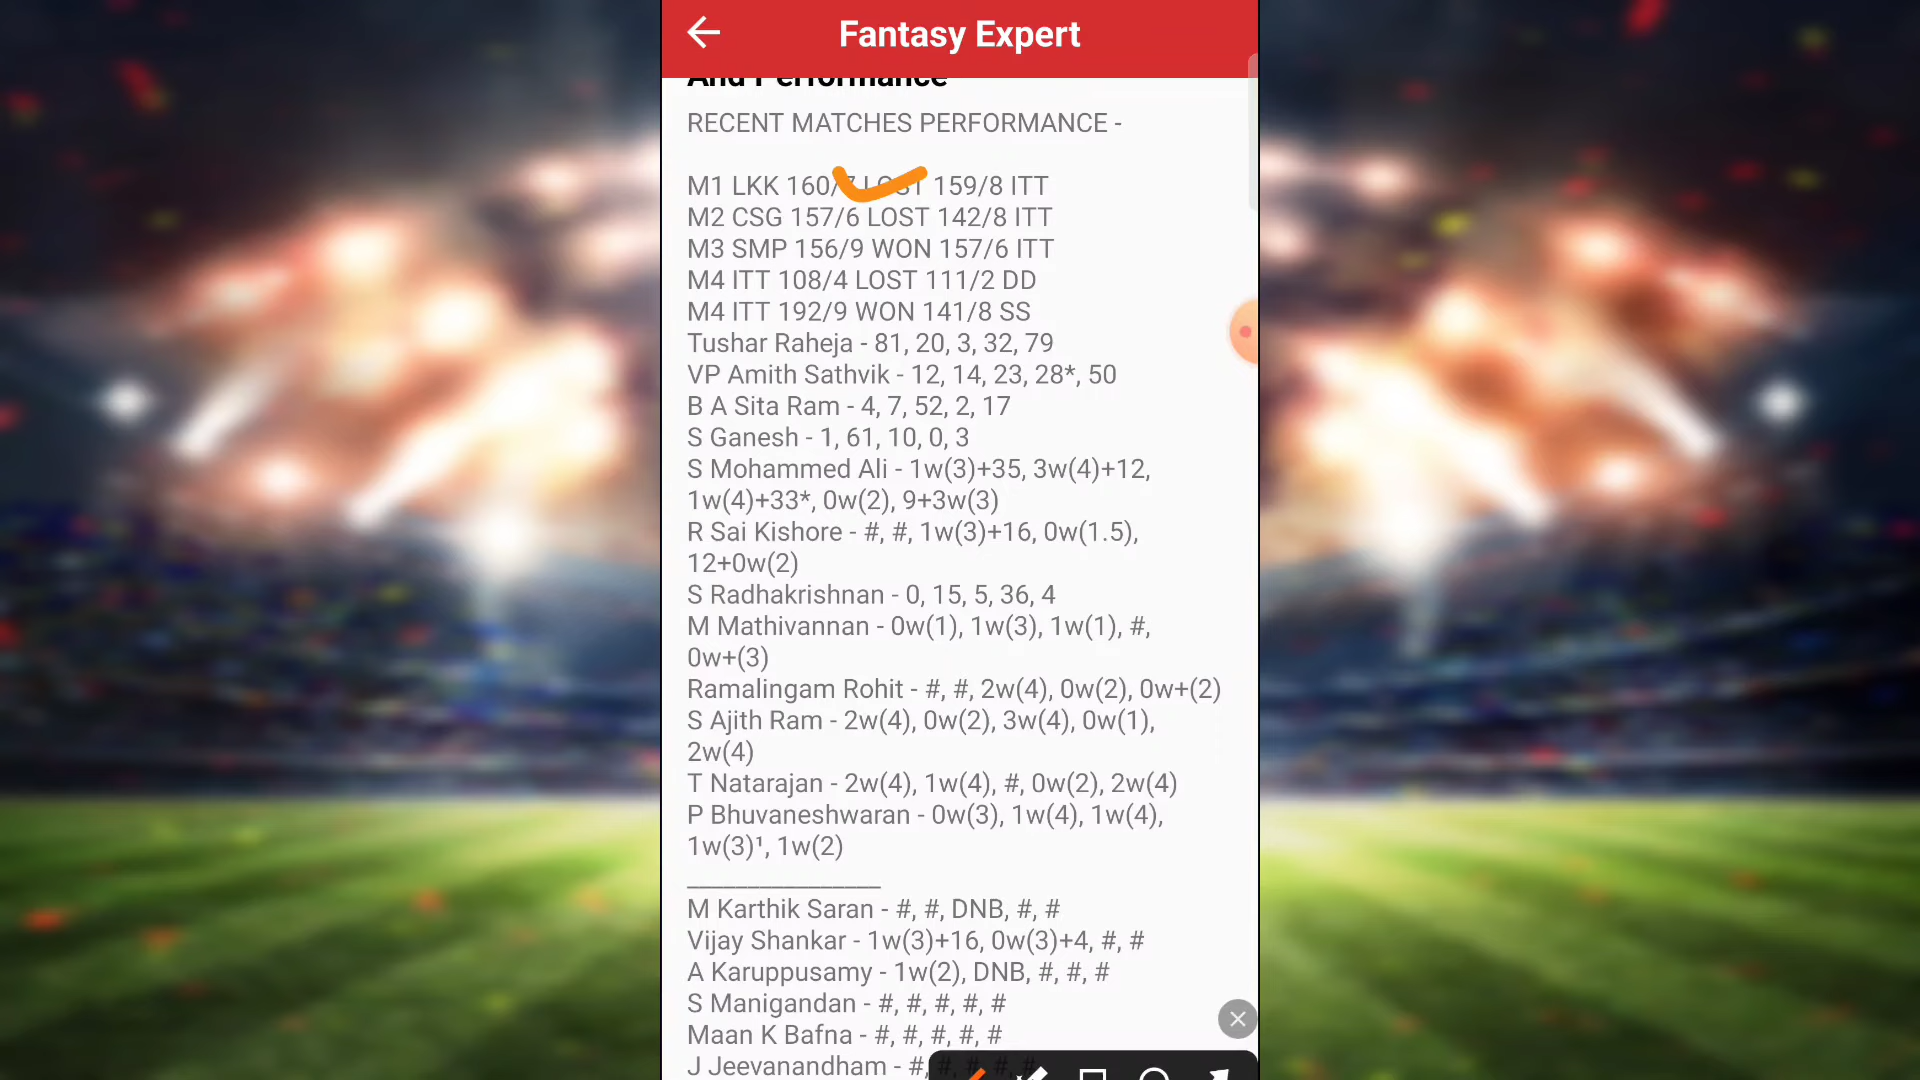 Fantasy Expert
And Performance
RECENT MATCHES PERFORMANCE -
M1 LKK 160/7 LOST 159/8 ITT
M2 CSG 157/6 LOST 142/8 ITT
M3 SMP 156/9 WON 157/6 ITT
M4 ITT 108/4 LOST 111/2 DD
M4 ITT 192/9 WON 141/8 SS
Tushar Raheja - 81, 20, 3, 32, 79
VP Amith Sathvik - 12, 14, 23, 28*, 50
B A Sita Ram - 4, 7, 52, 2, 17
S Ganesh - 1, 61, 10, 0, 3
S Mohammed Ali - 1w(3)+35, 3w(4)+12,
1w(4)+33*, 0w(2), 9+3w(3)
R Sai Kishore - #, #, 1w(3)+16, 0w(1.5),
12+0w(2)
S Radhakrishnan - 0, 15, 5, 36, 4
M Mathivannan - 0w(1), 1w(3), 1w(1), #,
0w+(3)
Ramalingam Rohit - #, #, 2w(4), 0w(2), 0w+(2)
S Ajith Ram - 2w(4), 0w(2), 3w(4), 0w(1),
2w(4)
T Natarajan - 2w(4), 1w(4), #, 0w(2), 2w(4)
P Bhuvaneshwaran - 0w(3), 1w(4), 1w(4),
1w(3)¹, 1w(2)
________________
M Karthik Saran - #, #, DNB, #, #
Vijay Shankar - 1w(3)+16, 0w(3)+4, #, #
A Karuppusamy - 1w(2), DNB, #, #, #
S Manigandan - #, #, #, #, #
Maan K Bafna - #, #, #, #, #
J Jeevanandham - #, #, #, #, #